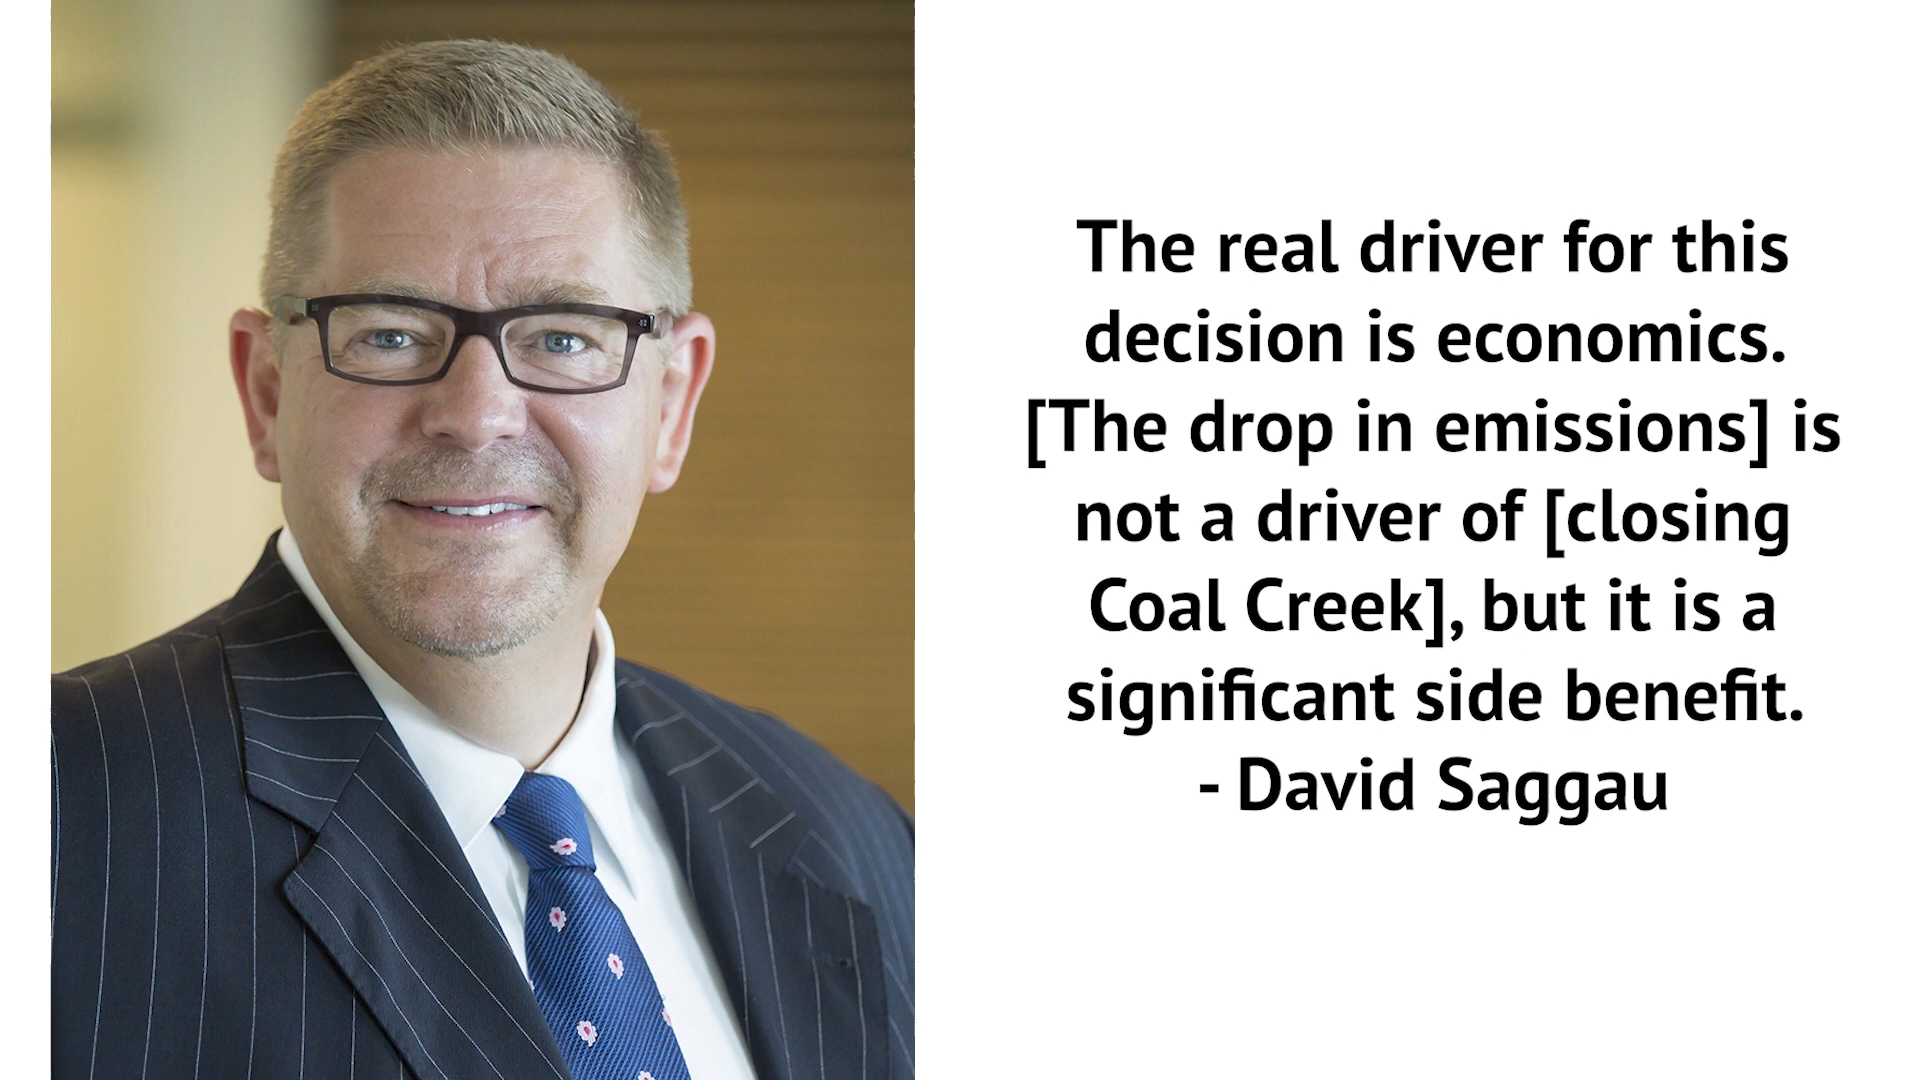 The real driver for this
decision is economics.
[The drop in emissions] is
not a driver of [closing
Coal Creek], but it is a
significant side benefit.
- David Saggau